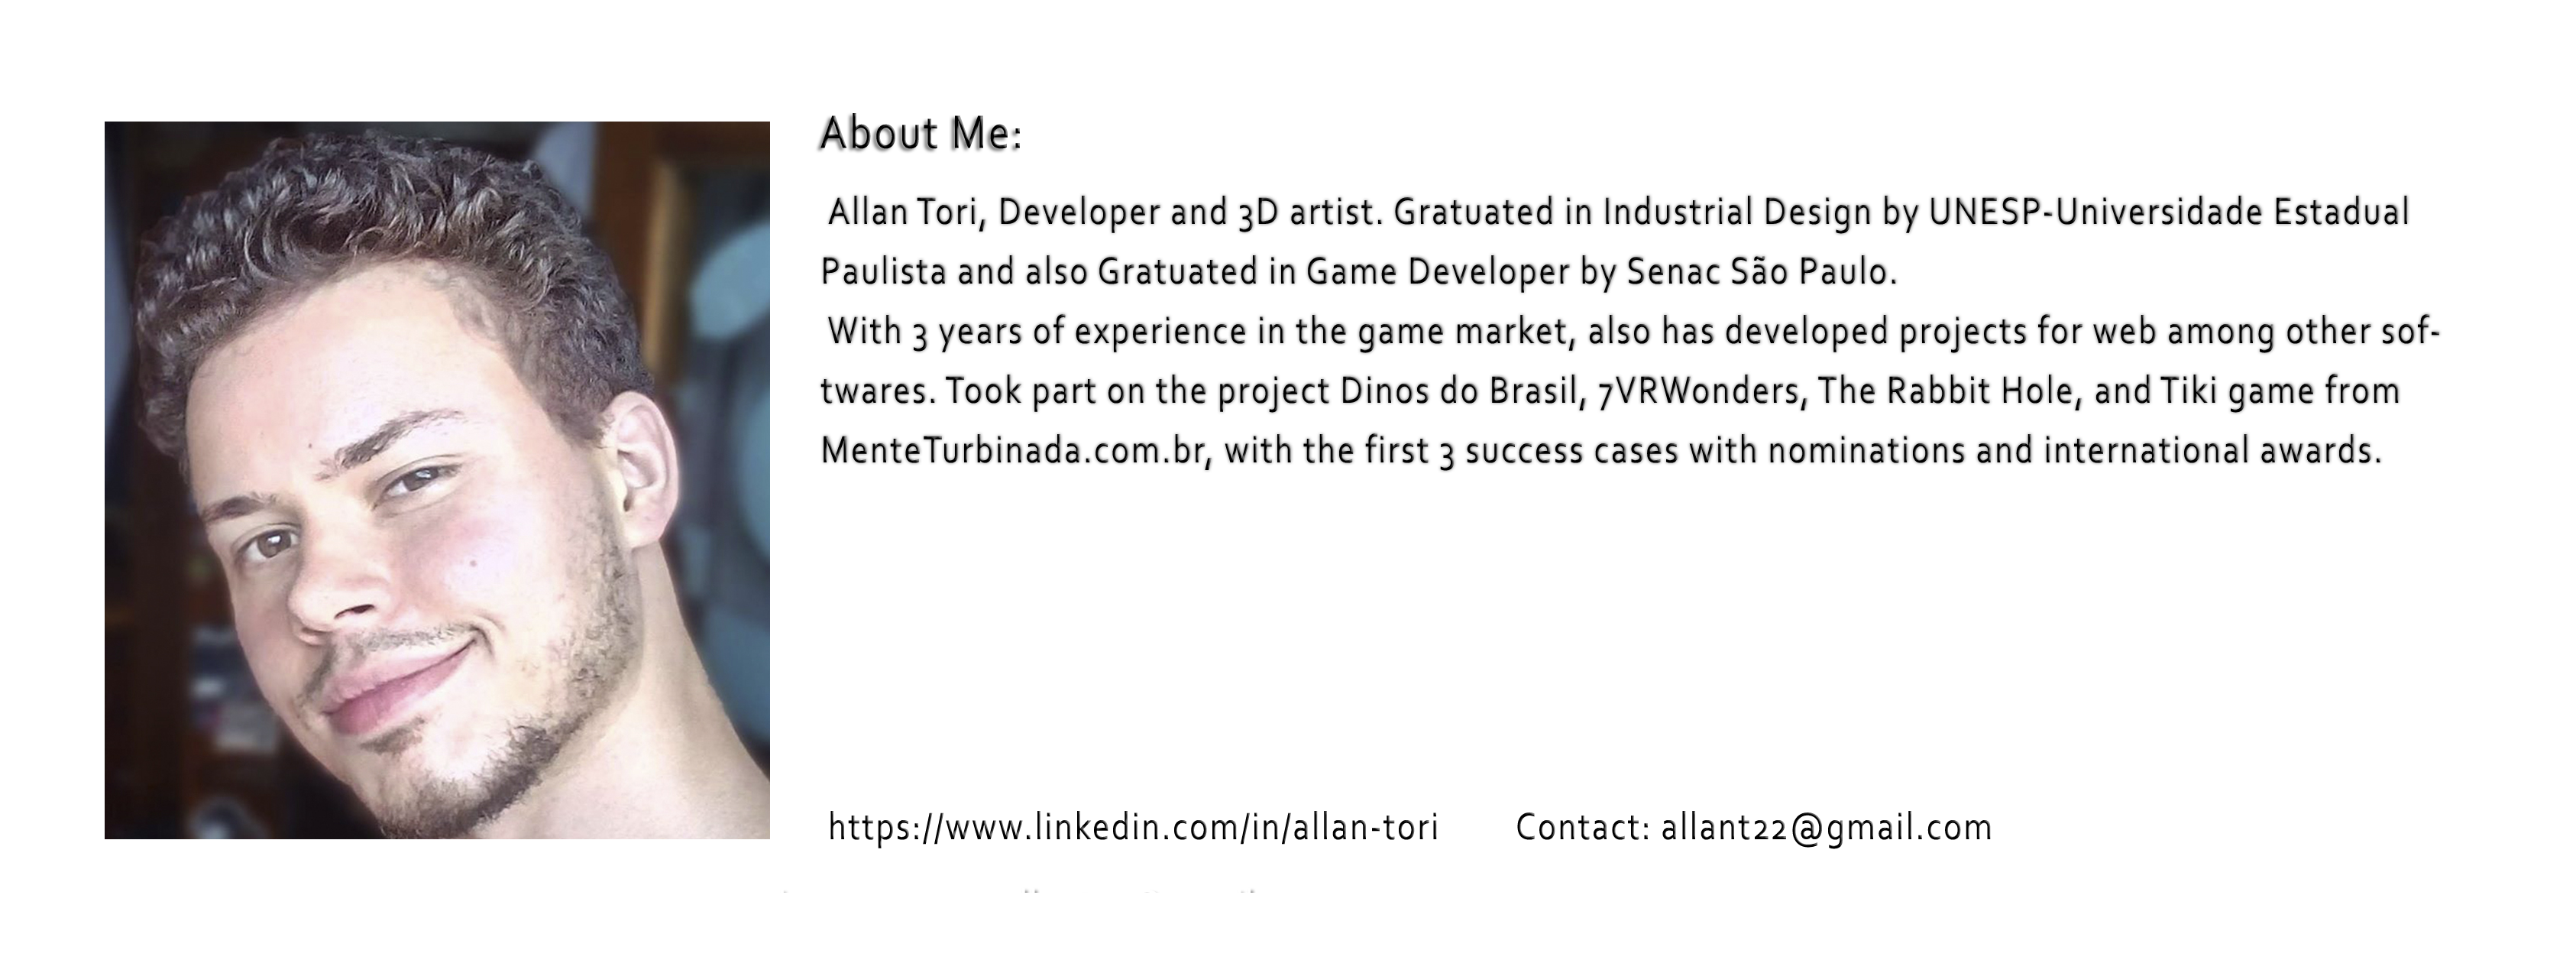 About Me:
Allan Tori, Developer and 3D artist. Gratuated in Industrial Design by UNESP-Universidade Estadual
Paulista and also Gratuated in Game Developer by Senac São Paulo.
With 3 years of experience in the game market, also has developed projects for web among other sof-
twares. Took part on the project Dinos do Brasil, 7VRWonders, The Rabbit Hole, and Tiki game from
MenteTurbinada.com.br, with the first 3 success cases with nominations and international awards.
https://www.linkedin.com/in/allan-tori Contact: allant22@gmail.com